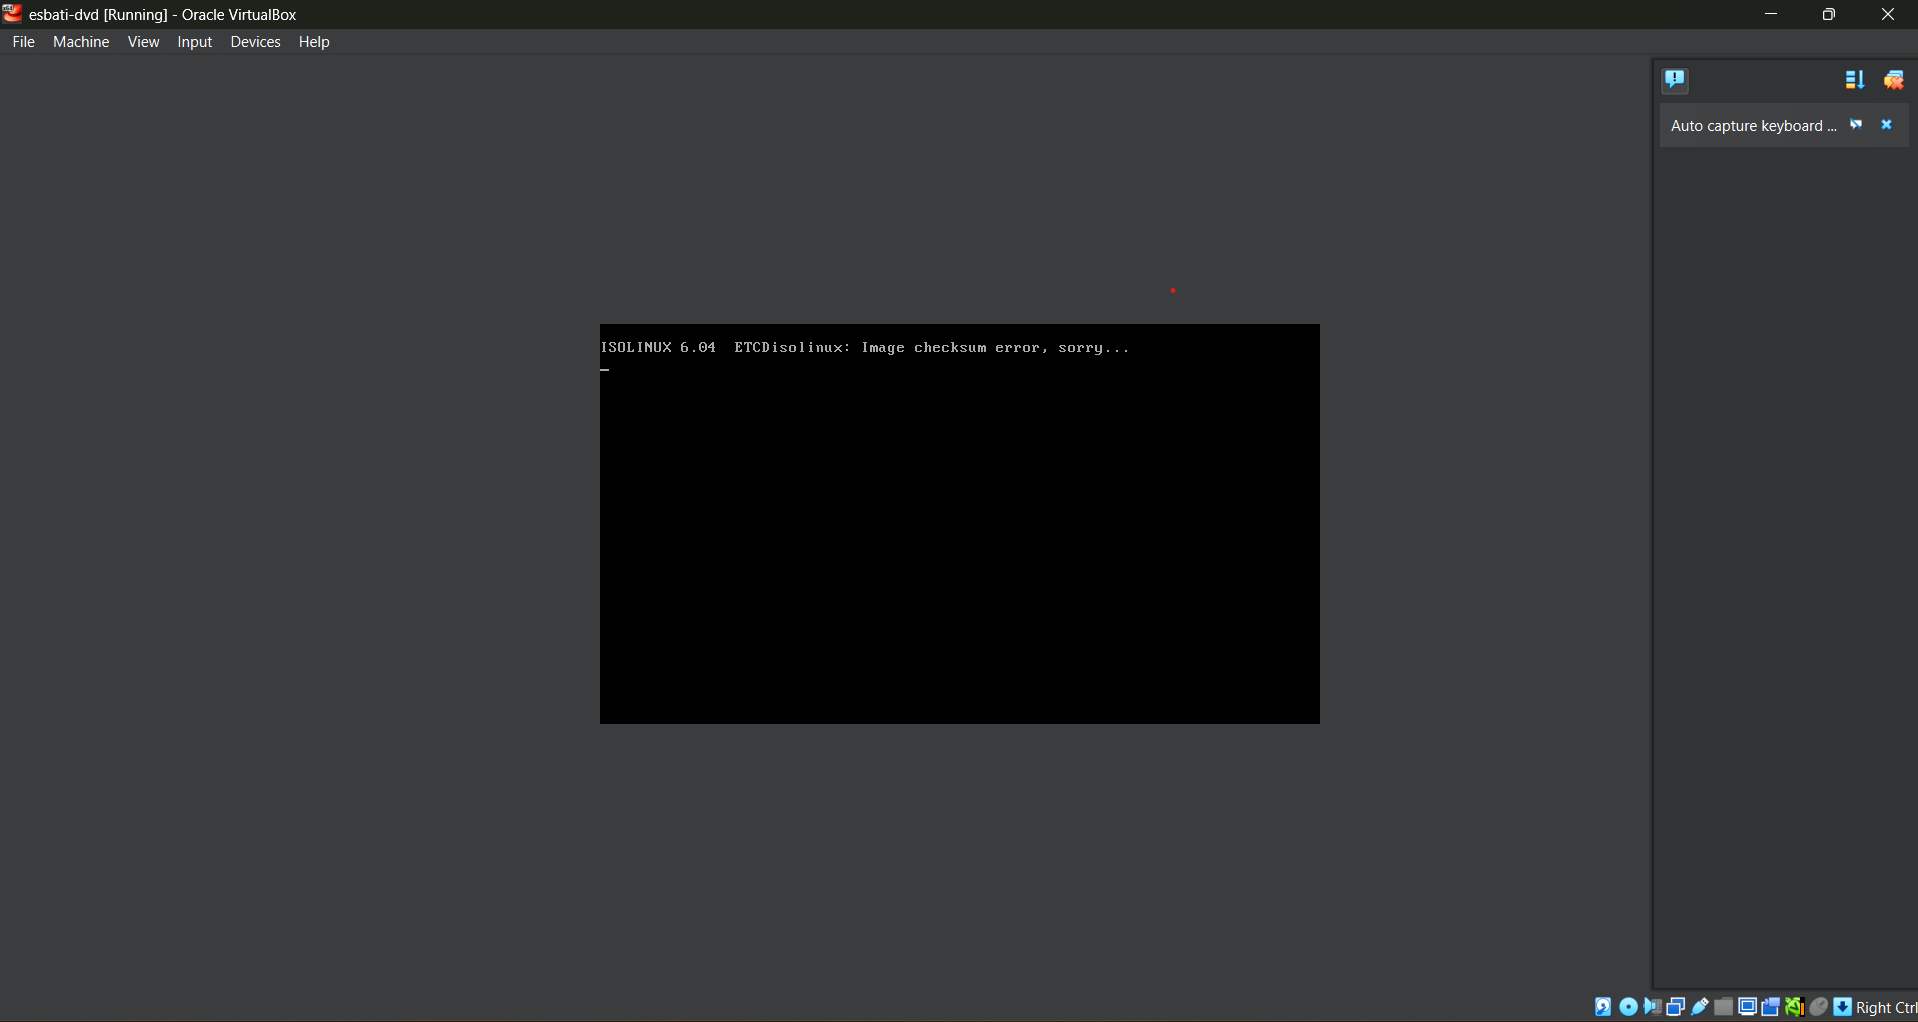 esbati-dvd [Running] - Oracle VirtualBox
File Machine View Input Devices Help
Auto capture keyboard ...
ISOLINUX 6.04 ETCDisolinux: Image checksum error, sorry...
Right Ctrl